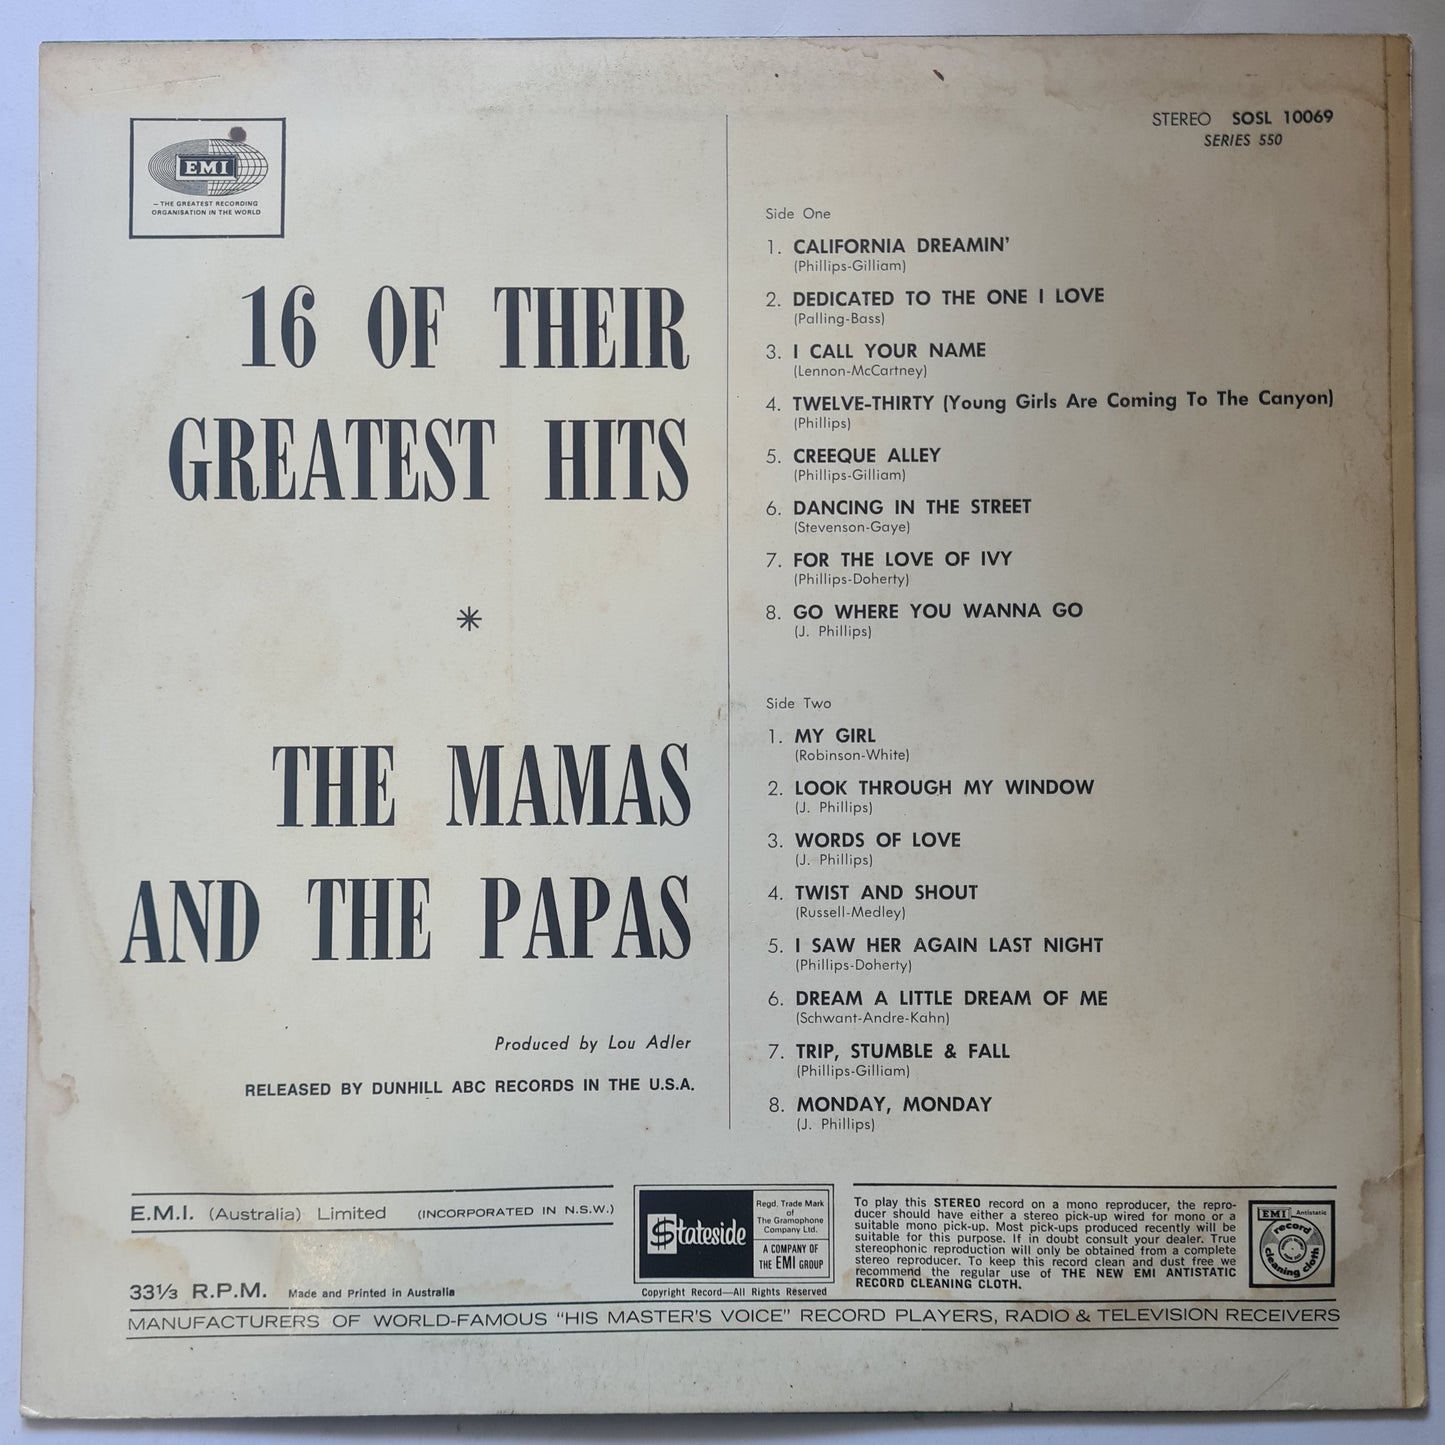 EMI
— THE GREATEST RECORDING
ORGANISATION IN THE WORLD
16 OF THEIR
GREATEST HITS
*
THE MAMAS
AND THE PAPAS
Produced by Lou Adler
RELEASED BY DUNHILL ABC RECORDS IN THE U.S.A.
STEREO SOSL 10069
SERIES 550
Side One
1. CALIFORNIA DREAMIN'
(Phillips-Gilliam)
2. DEDICATED TO THE ONE I LOVE
(Palling-Bass)
3. I CALL YOUR NAME
(Lennon-McCartney)
4. TWELVE-THIRTY (Young Girls Are Coming To The Canyon)
(Phillips)
5. CREEQUE ALLEY
(Phillips-Gilliam)
6. DANCING IN THE STREET
(Stevenson-Gaye)
7. FOR THE LOVE OF IVY
(Phillips-Doherty)
8. GO WHERE YOU WANNA GO
(J. Phillips)
Side Two
1. MY GIRL
(Robinson-White)
2. LOOK THROUGH MY WINDOW
(J. Phillips)
3. WORDS OF LOVE
(J. Phillips)
4. TWIST AND SHOUT
(Russell-Medley)
5. I SAW HER AGAIN LAST NIGHT
(Phillips-Doherty)
6. DREAM A LITTLE DREAM OF ME
(Schwant-Andre-Kahn)
7. TRIP, STUMBLE & FALL
(Phillips-Gilliam)
8. MONDAY, MONDAY
(J. Phillips)
E.M.I. (Australia) Limited (INCORPORATED IN N.S.W.)
33⅓ R.P.M. Made and Printed in Australia
Stateside
Regd. Trade Mark
of
The Gramophone
Company Ltd.
A COMPANY OF
THE EMI GROUP
Copyright Record—All Rights Reserved
To play this STEREO record on a mono reproducer, the repro-
ducer should have either a stereo pick-up wired for mono or a
suitable mono pick-up. Most pick-ups produced recently will be
suitable for this purpose. If in doubt consult your dealer. True
stereophonic reproduction will only be obtained from a complete
stereo reproducer. To keep this record clean and dust free we
recommend the regular use of THE NEW EMI ANTISTATIC
RECORD CLEANING CLOTH.
EMI Antistatic
record
cleaning cloth
MANUFACTURERS OF WORLD-FAMOUS "HIS MASTER'S VOICE" RECORD PLAYERS, RADIO & TELEVISION RECEIVERS